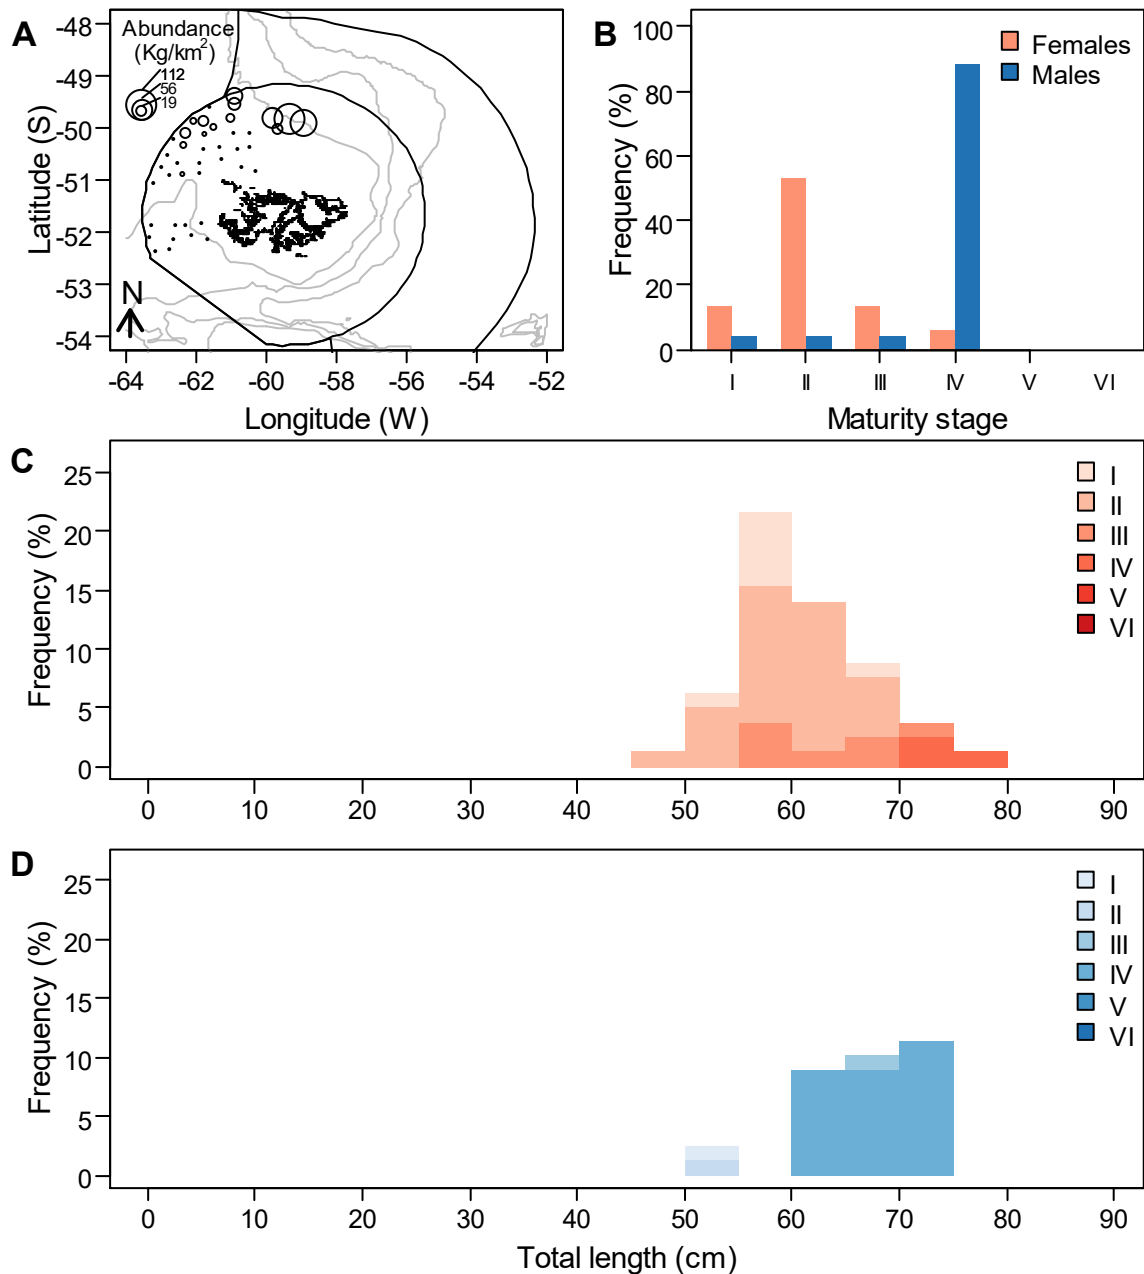 A
Abundance
(Kg/km²)
112
56
19
-48
-49
-50
-51
-52
-53
-54
Latitude (S)
N
-64 -62 -60 -58 -56 -54 -52
Longitude (W)
B
Females
Males
100
80
60
40
20
0
Frequency (%)
I II III IV V VI
Maturity stage
C
25
20
15
10
5
0
Frequency (%)
I
II
III
IV
V
VI
0 10 20 30 40 50 60 70 80 90
D
25
20
15
10
5
0
Frequency (%)
I
II
III
IV
V
VI
0 10 20 30 40 50 60 70 80 90
Total length (cm)